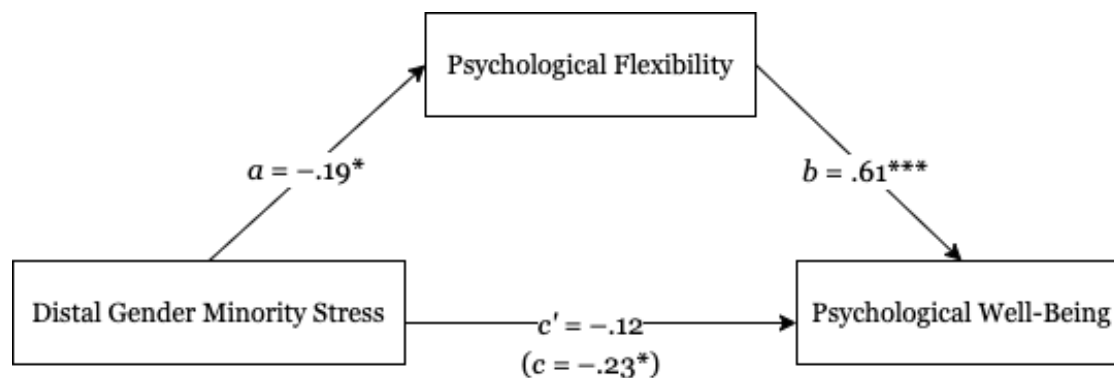 Psychological Flexibility
a = −.19*
b = .61***
Distal Gender Minority Stress
c' = −.12
(c = −.23*)
Psychological Well-Being